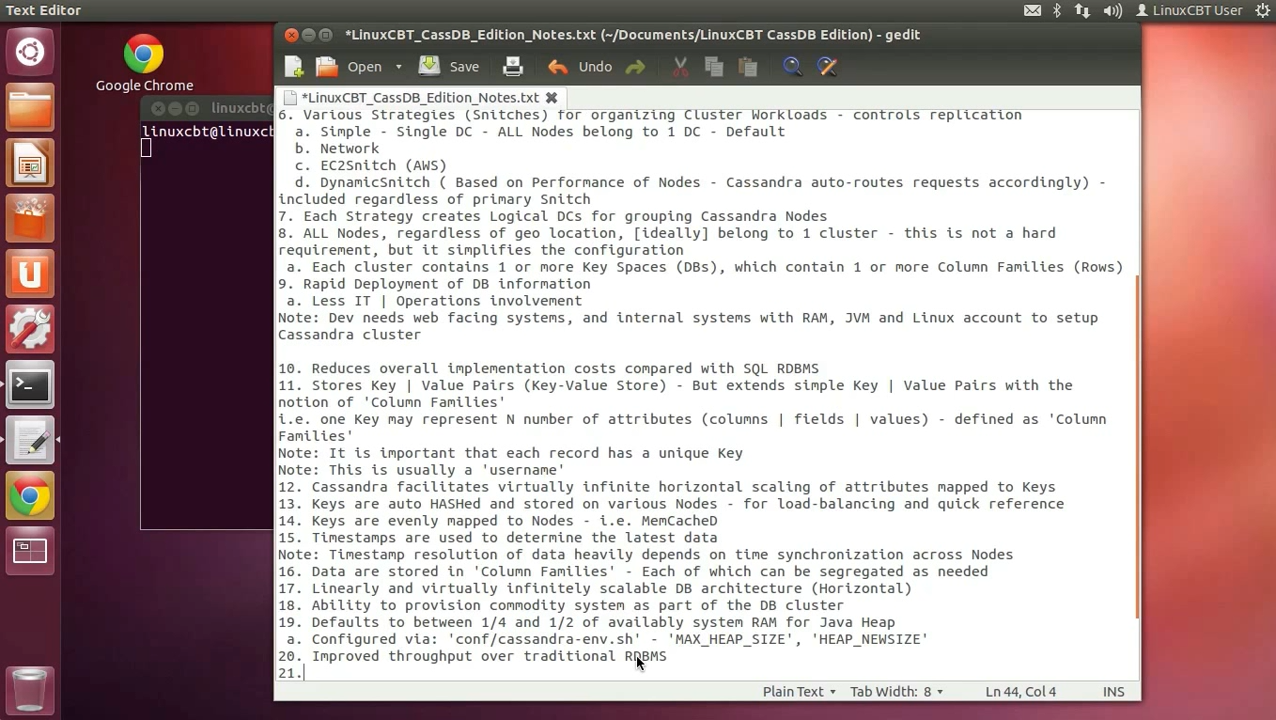 Text Editor
LinuxCBT User
Google Chrome
linuxcbt@
linuxcbt@linuxcb
*LinuxCBT_CassDB_Edition_Notes.txt (~/Documents/LinuxCBT CassDB Edition) - gedit
Open
Save
Undo
*LinuxCBT_CassDB_Edition_Notes.txt
6. Various Strategies (Snitches) for organizing Cluster Workloads - controls replication
a. Simple - Single DC - ALL Nodes belong to 1 DC - Default
b. Network
c. EC2Snitch (AWS)
d. DynamicSnitch ( Based on Performance of Nodes - Cassandra auto-routes requests accordingly) -
included regardless of primary Snitch
7. Each Strategy creates Logical DCs for grouping Cassandra Nodes
8. ALL Nodes, regardless of geo location, [ideally] belong to 1 cluster - this is not a hard
requirement, but it simplifies the configuration
a. Each cluster contains 1 or more Key Spaces (DBs), which contain 1 or more Column Families (Rows)
9. Rapid Deployment of DB information
a. Less IT | Operations involvement
Note: Dev needs web facing systems, and internal systems with RAM, JVM and Linux account to setup
Cassandra cluster
10. Reduces overall implementation costs compared with SQL RDBMS
11. Stores Key | Value Pairs (Key-Value Store) - But extends simple Key | Value Pairs with the
notion of 'Column Families'
i.e. one Key may represent N number of attributes (columns | fields | values) - defined as 'Column
Families'
Note: It is important that each record has a unique Key
Note: This is usually a 'username'
12. Cassandra facilitates virtually infinite horizontal scaling of attributes mapped to Keys
13. Keys are auto HASHed and stored on various Nodes - for load-balancing and quick reference
14. Keys are evenly mapped to Nodes - i.e. MemCacheD
15. Timestamps are used to determine the latest data
Note: Timestamp resolution of data heavily depends on time synchronization across Nodes
16. Data are stored in 'Column Families' - Each of which can be segregated as needed
17. Linearly and virtually infinitely scalable DB architecture (Horizontal)
18. Ability to provision commodity system as part of the DB cluster
19. Defaults to between 1/4 and 1/2 of availably system RAM for Java Heap
a. Configured via: 'conf/cassandra-env.sh' - 'MAX_HEAP_SIZE', 'HEAP_NEWSIZE'
20. Improved throughput over traditional RDBMS
21.
Plain Text
Tab Width: 8
Ln 44, Col 4
INS